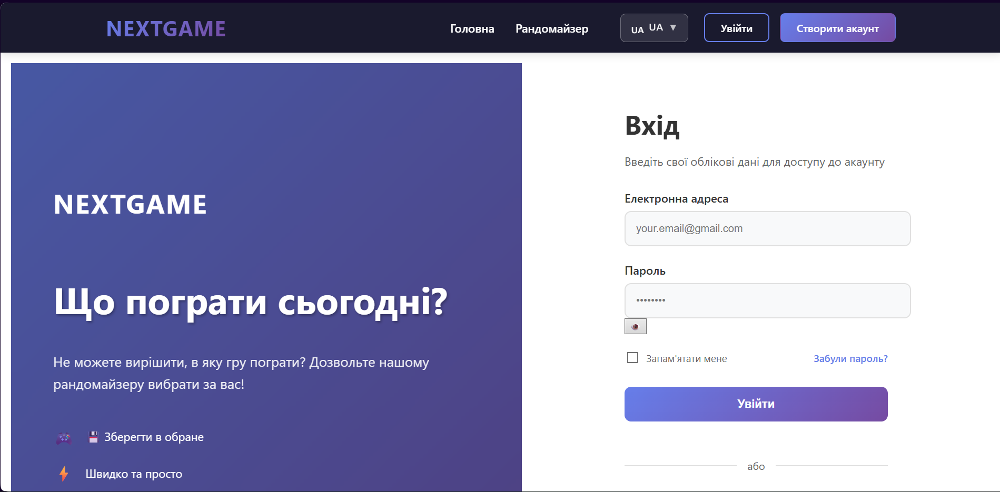 NEXTGAME
Головна
Рандомайзер
UA UA ▼
Увійти
Створити акаунт
NEXTGAME
Що пограти сьогодні?
Не можете вирішити, в яку гру пограти? Дозвольте нашому
рандомайзеру вибрати за вас!
Зберегти в обране
Швидко та просто
Вхід
Введіть свої облікові дані для доступу до акаунту
Електронна адреса
your.email@gmail.com
Пароль
••••••••
Запам'ятати мене
Забули пароль?
Увійти
або